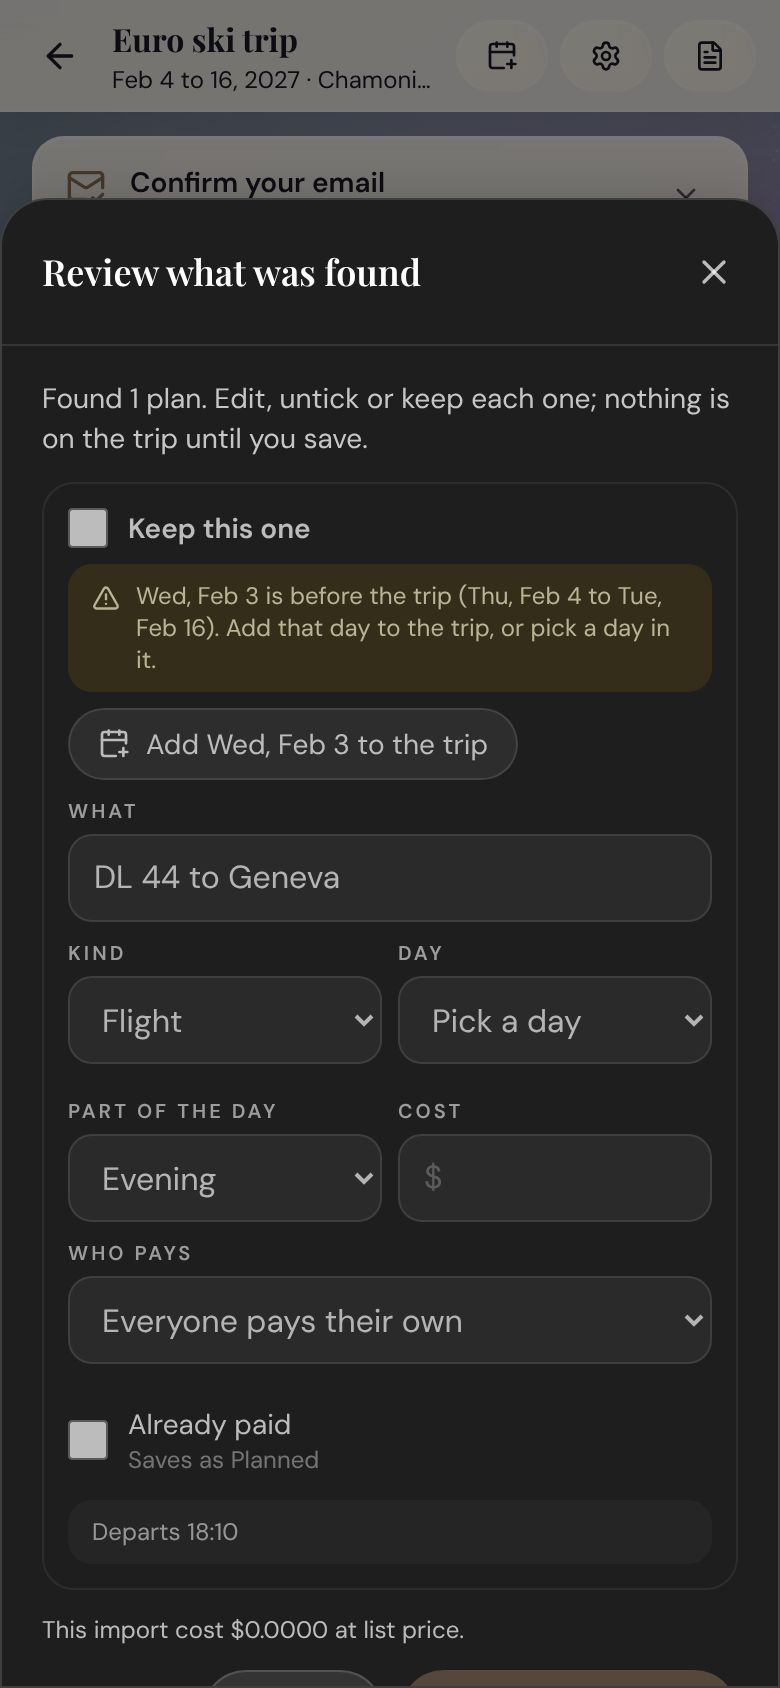 Euro ski trip
Feb 4 to 16, 2027 · Chamoni...
Confirm your email
Review what was found
Found 1 plan. Edit, untick or keep each one; nothing is
on the trip until you save.
Keep this one
Wed, Feb 3 is before the trip (Thu, Feb 4 to Tue,
Feb 16). Add that day to the trip, or pick a day in
it.
Add Wed, Feb 3 to the trip
WHAT
DL 44 to Geneva
KIND
DAY
Flight
Pick a day
PART OF THE DAY
COST
Evening
$
WHO PAYS
Everyone pays their own
Already paid
Saves as Planned
Departs 18:10
This import cost $0.0000 at list price.